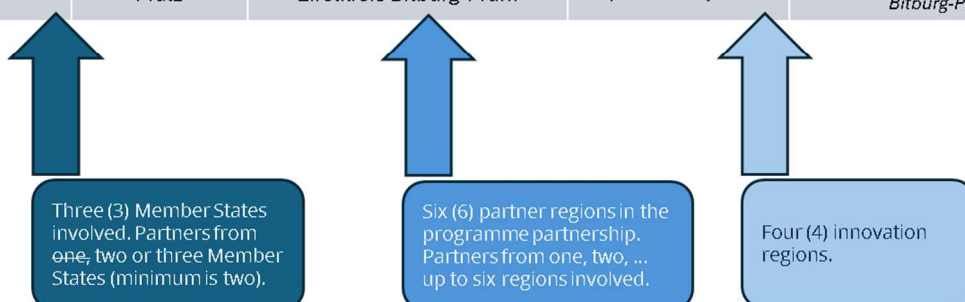 Bitburg-P
Three (3) Member States
involved. Partners from
one, two or three Member
States (minimum is two).
Six (6) partner regions in the
programme partnership.
Partners from one, two, ...
up to six regions involved.
Four (4) innovation
regions.